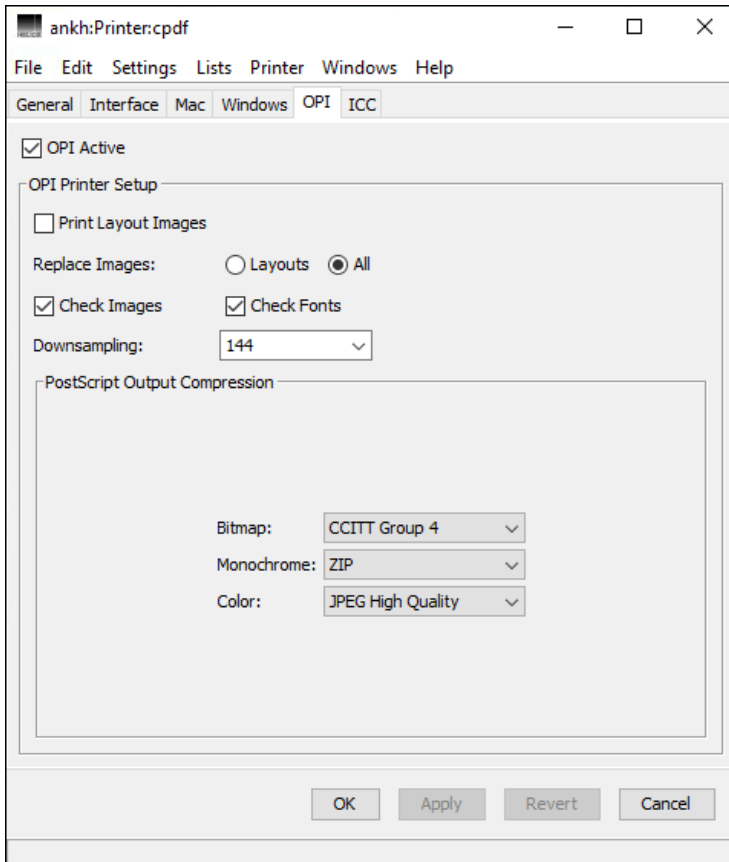 HELIOS
ankh:Printer:cpdf
File Edit Settings Lists Printer Windows Help
General Interface Mac Windows OPI ICC
OPI Active
OPI Printer Setup
Print Layout Images
Replace Images: Layouts All
Check Images Check Fonts
Downsampling: 144
PostScript Output Compression
Bitmap: CCITT Group 4
Monochrome: ZIP
Color: JPEG High Quality
OK Apply Revert Cancel